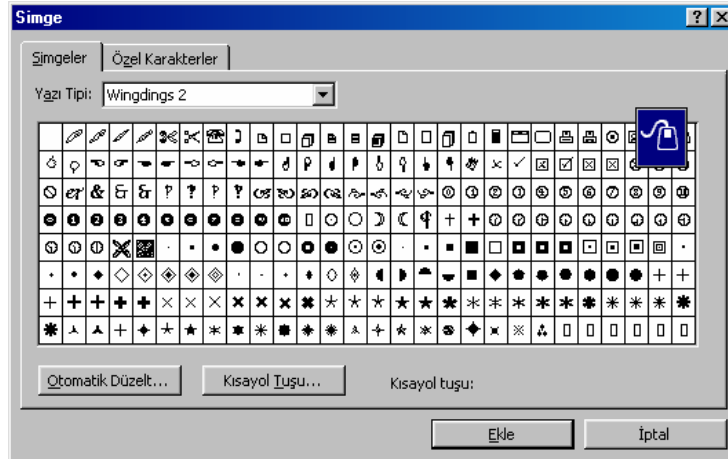 Simge
Simgeler
Özel Karakterler
Yazı Tipi: Wingdings 2
Otomatik Düzelt...
Kısayol Tuşu...
Kısayol tuşu:
Ekle
İptal